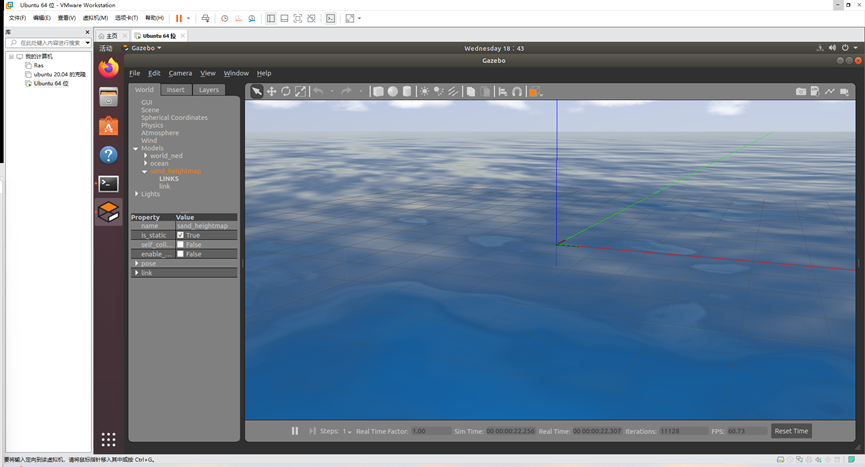 Ubuntu 64 位 - VMware Workstation
文件(F) 编辑(E) 查看(V) 虚拟机(M) 选项卡(T) 帮助(H)
库
在此处键入内容进行搜索
我的计算机
Ras
ubuntu 20.04 的克隆
Ubuntu 64 位
主页
Ubuntu 64 位
活动
Gazebo
Wednesday 18：43
Gazebo
File Edit Camera View Window Help
World Insert Layers
GUI
Scene
Spherical Coordinates
Physics
Atmosphere
Wind
Models
world_ned
ocean
sand_heightmap
LINKS
link
Lights
Property Value
name sand_heightmap
is_static True
self_coll... False
enable_... False
pose
link
Steps: 1 Real Time Factor: 1.00 Sim Time: 00 00:00:22.256 Real Time: 00 00:00:22.307 Iterations: 11128 FPS: 60.73 Reset Time
要将输入定向到该虚拟机，请将鼠标指针移入其中或按 Ctrl+G。